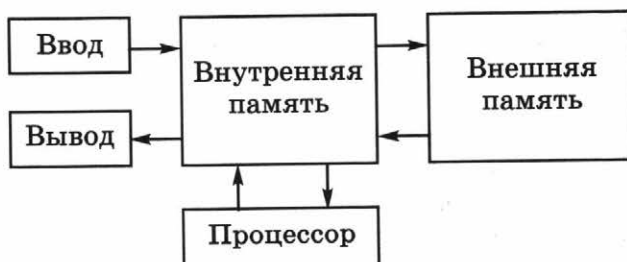 Ввод
Вывод
Внутренняя
память
Внешняя
память
Процессор